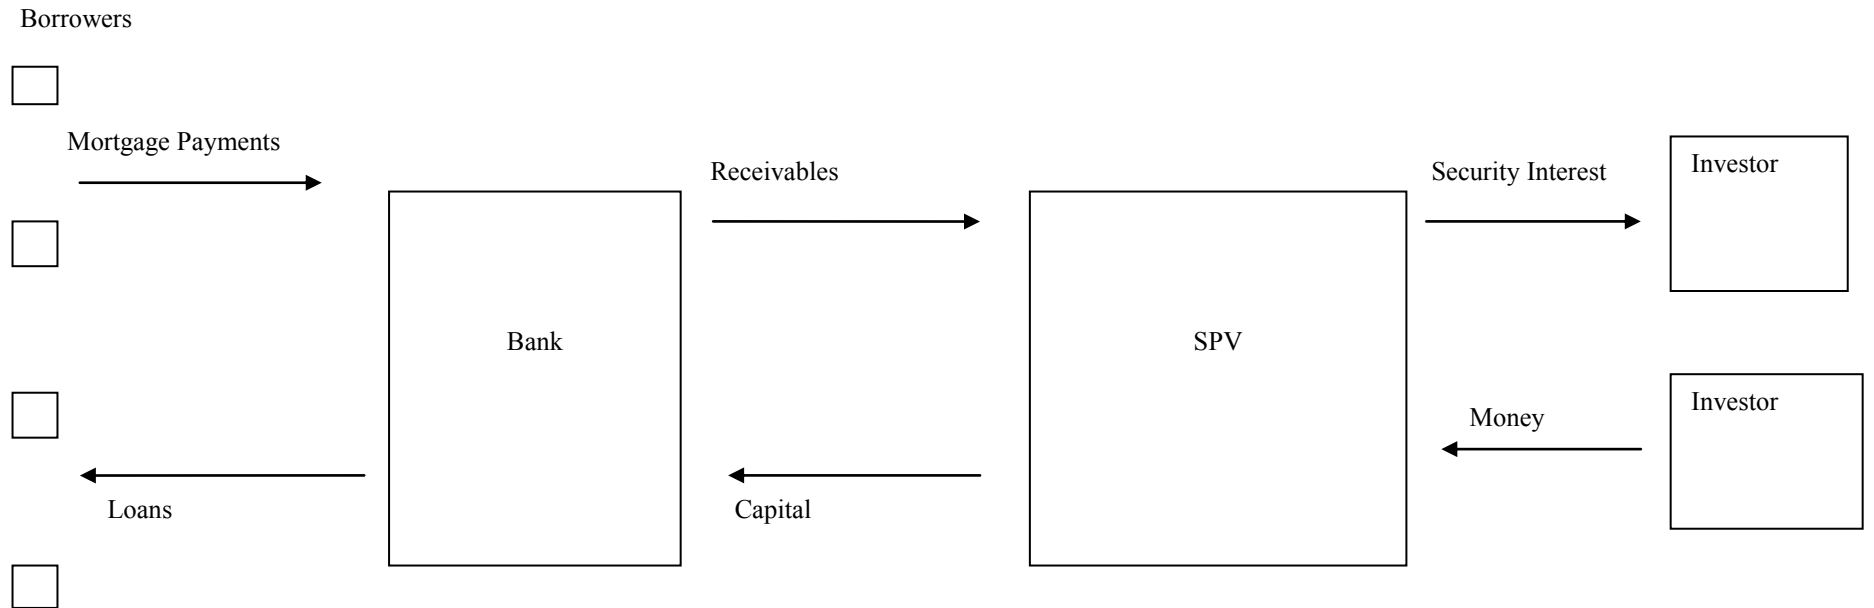 Borrowers
Mortgage Payments
Receivables
Security Interest
Investor
Bank
SPV
Investor
Money
Loans
Capital